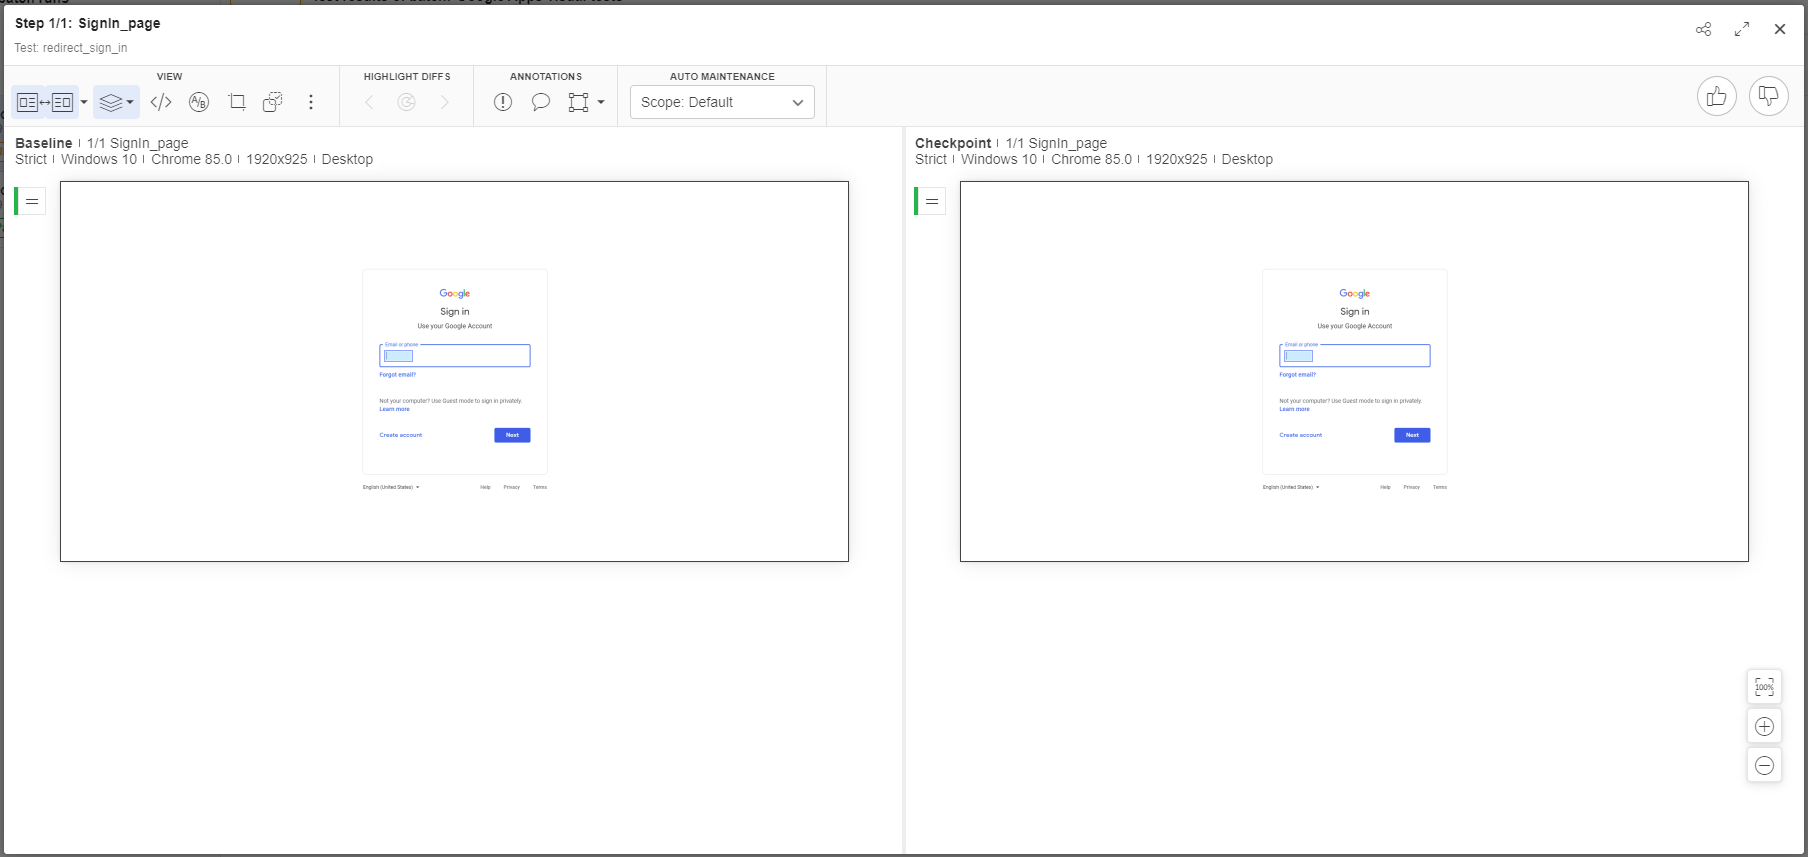 Step 1/1: SignIn_page
Test: redirect_sign_in
VIEW
HIGHLIGHT DIFFS
ANNOTATIONS
AUTO MAINTENANCE
A/B
Scope: Default
Baseline | 1/1 SignIn_page
Strict | Windows 10 | Chrome 85.0 | 1920x925 | Desktop
Google
Sign in
Use your Google Account
Email or phone
Forgot email?
Not your computer? Use Guest mode to sign in privately.
Learn more
Create account
Next
English (United States)
Help Privacy Terms
Checkpoint | 1/1 SignIn_page
Strict | Windows 10 | Chrome 85.0 | 1920x925 | Desktop
Google
Sign in
Use your Google Account
Email or phone
Forgot email?
Not your computer? Use Guest mode to sign in privately.
Learn more
Create account
Next
English (United States)
Help Privacy Terms
100%